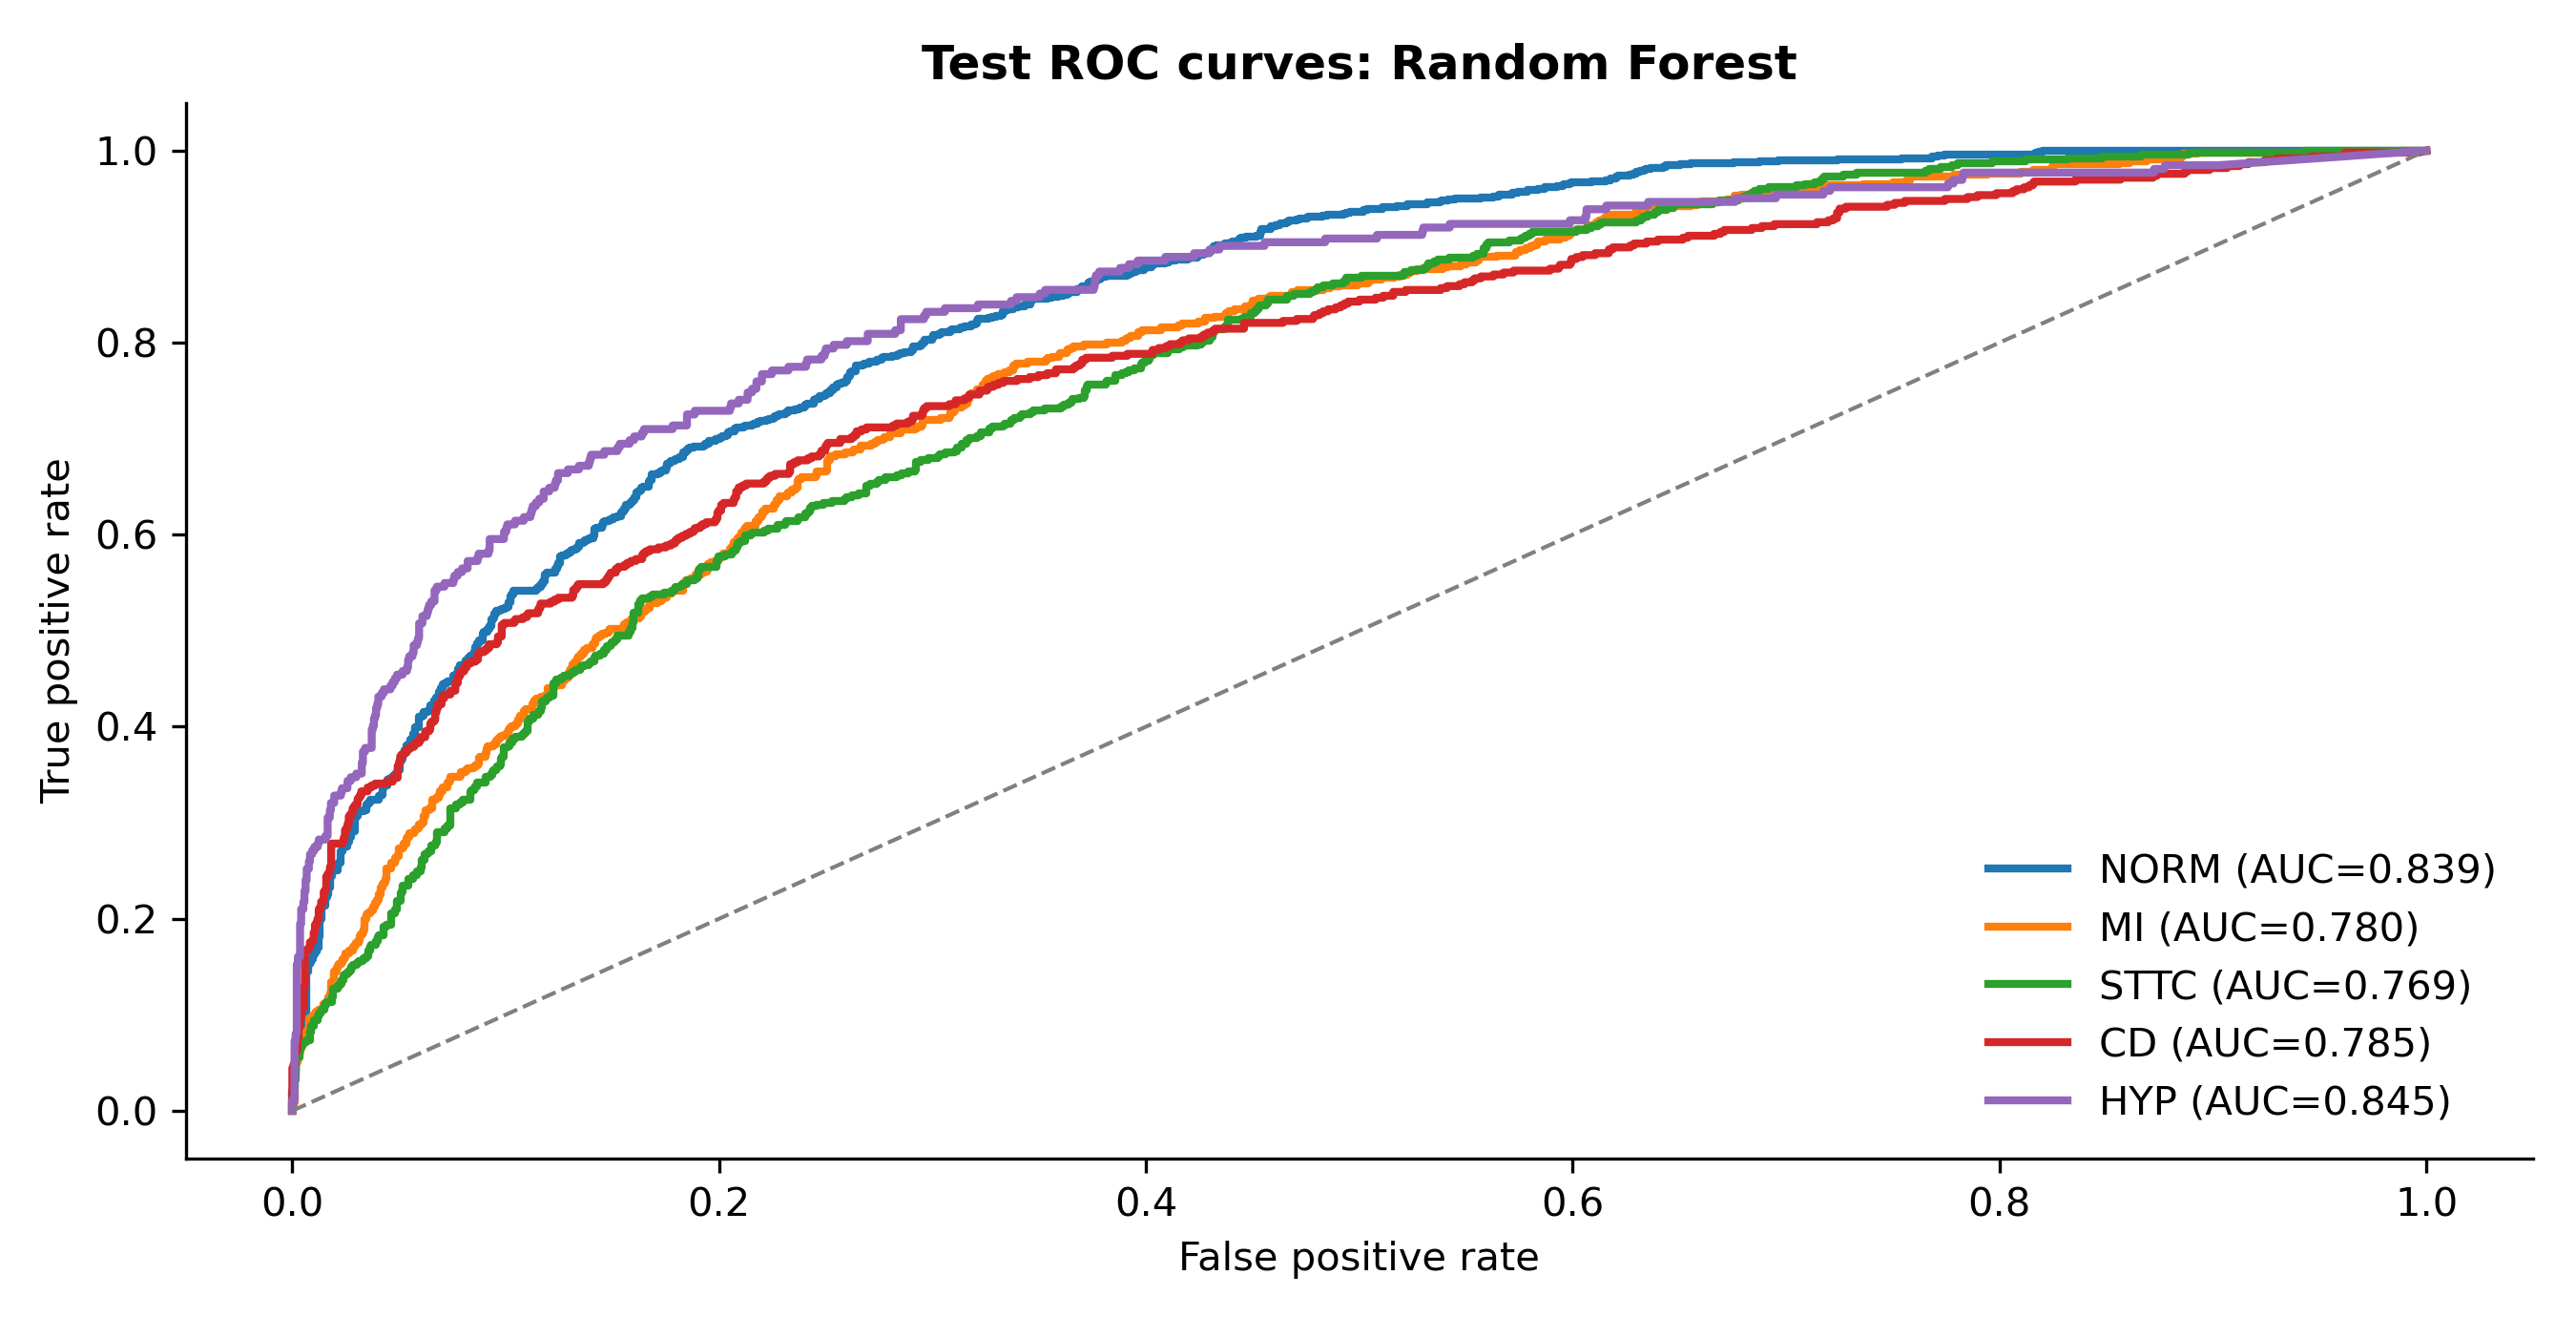 Test ROC curves: Random Forest
True positive rate
1.0
0.8
0.6
0.4
0.2
0.0
0.0 0.2 0.4 0.6 0.8 1.0
False positive rate
NORM (AUC=0.839)
MI (AUC=0.780)
STTC (AUC=0.769)
CD (AUC=0.785)
HYP (AUC=0.845)